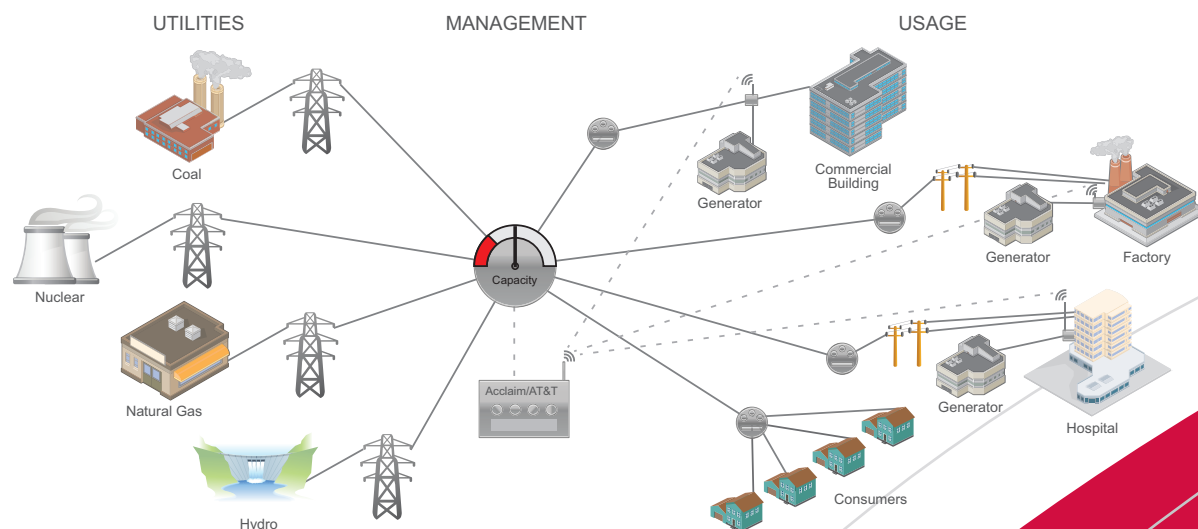 UTILITIES
MANAGEMENT
USAGE
Coal
Nuclear
Natural Gas
Hydro
Capacity
Acclaim/AT&T
Generator
Commercial
Building
Generator
Factory
Generator
Hospital
Consumers